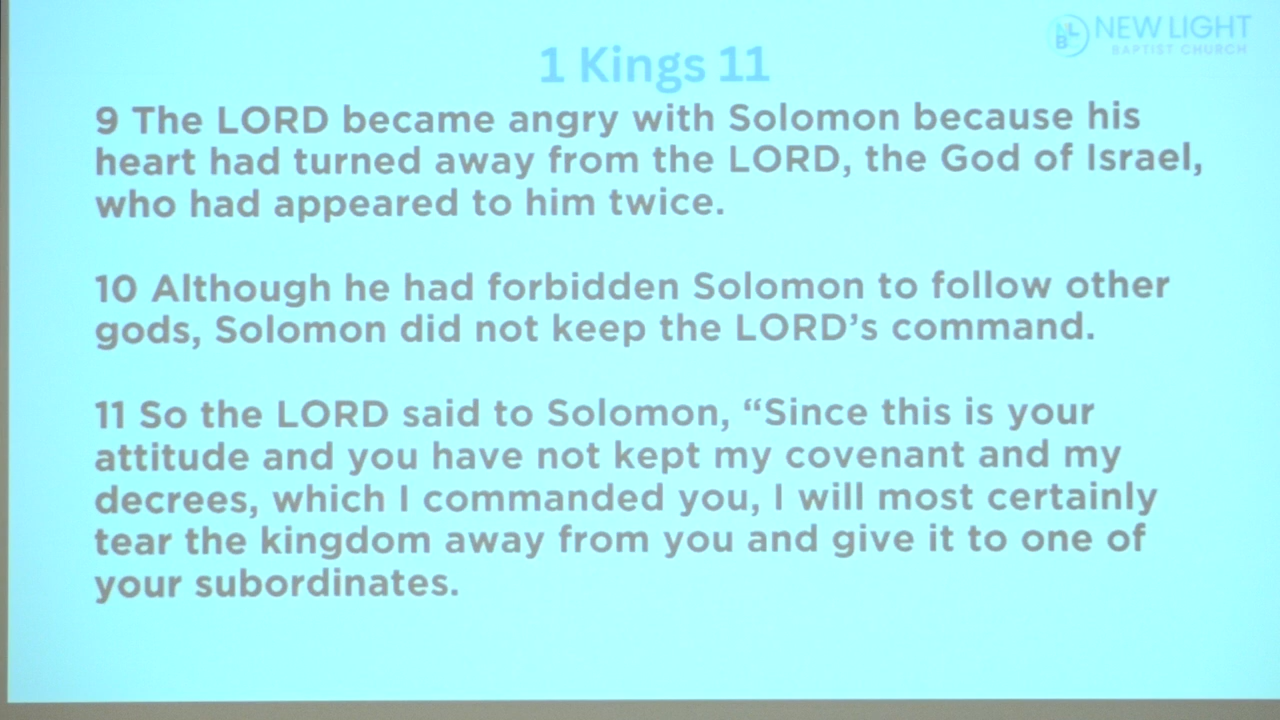 NEW LIGHT
BAPTIST CHURCH
1 Kings 11
9 The LORD became angry with Solomon because his
heart had turned away from the LORD, the God of Israel,
who had appeared to him twice.
10 Although he had forbidden Solomon to follow other
gods, Solomon did not keep the LORD’s command.
11 So the LORD said to Solomon, “Since this is your
attitude and you have not kept my covenant and my
decrees, which I commanded you, I will most certainly
tear the kingdom away from you and give it to one of
your subordinates.